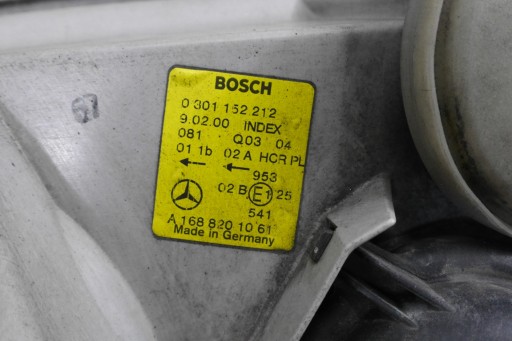 BOSCH
0 301 152 212
9.02.00 INDEX
081 Q03 04
01 1b 02 A HCR PL
953
02 B E1 25
541
A 168 820 10 61
Made in Germany